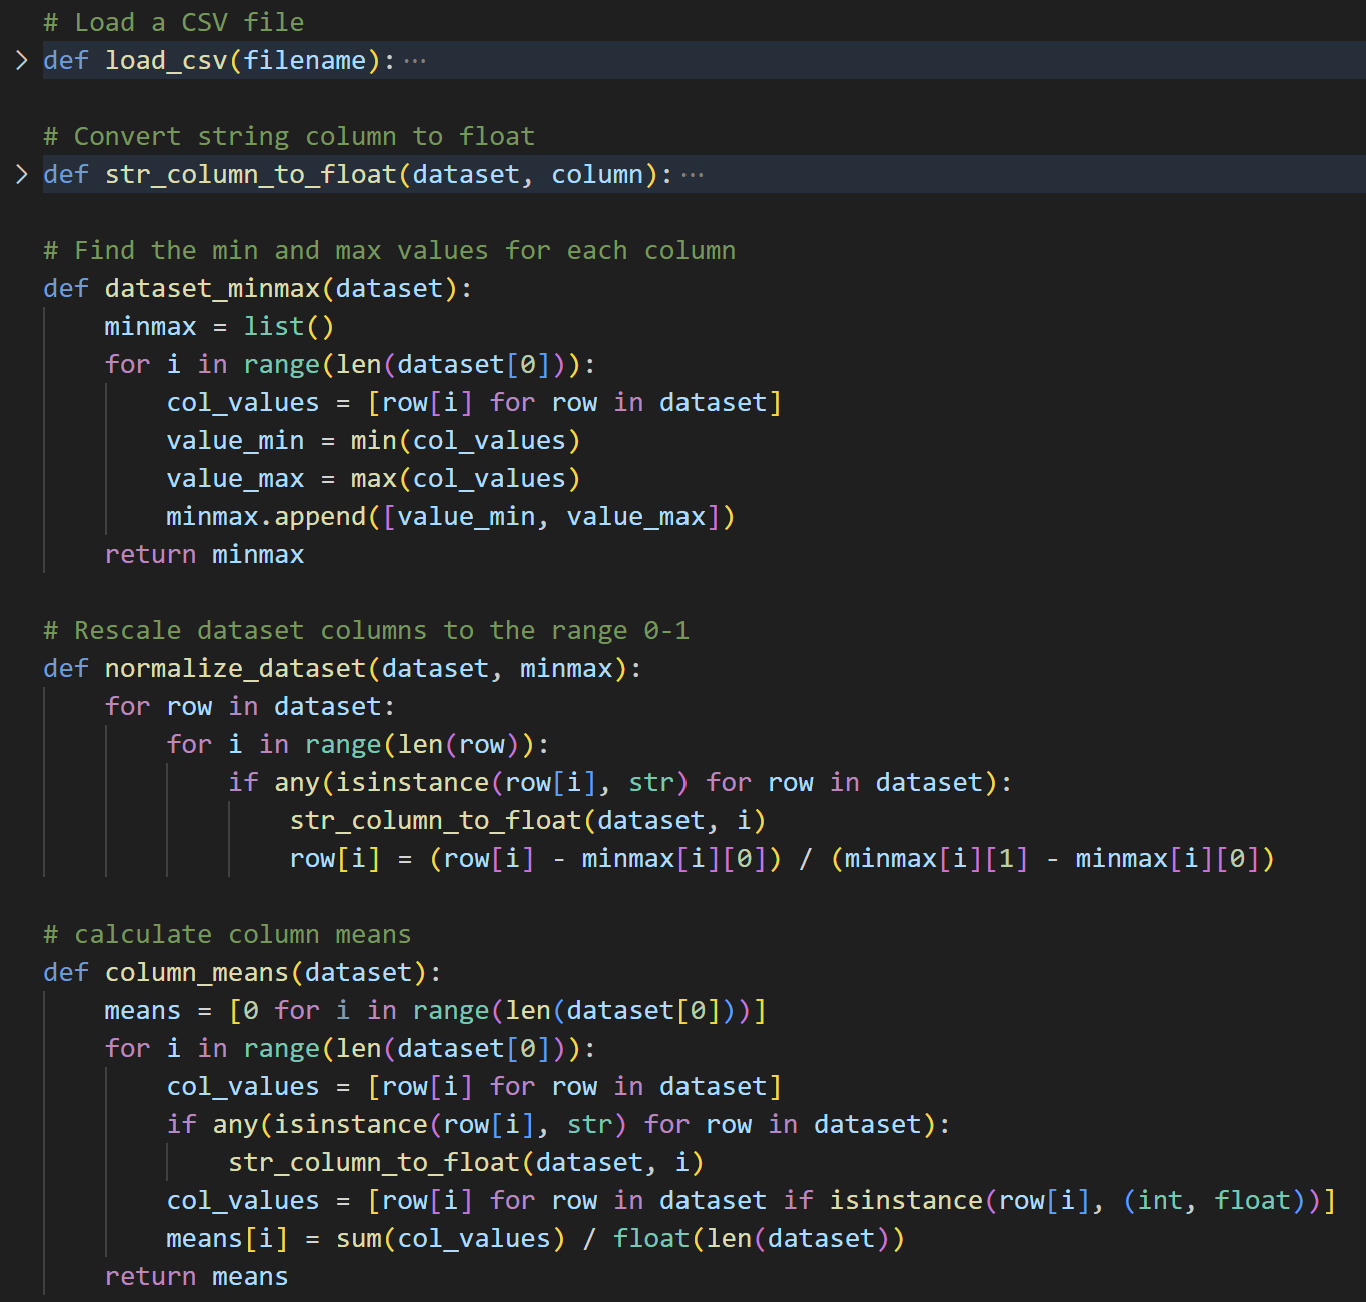 # Load a CSV file
def load_csv(filename):···
# Convert string column to float
def str_column_to_float(dataset, column):···
# Find the min and max values for each column
def dataset_minmax(dataset):
    minmax = list()
    for i in range(len(dataset[0])):
        col_values = [row[i] for row in dataset]
        value_min = min(col_values)
        value_max = max(col_values)
        minmax.append([value_min, value_max])
    return minmax
# Rescale dataset columns to the range 0-1
def normalize_dataset(dataset, minmax):
    for row in dataset:
        for i in range(len(row)):
            if any(isinstance(row[i], str) for row in dataset):
                str_column_to_float(dataset, i)
                row[i] = (row[i] - minmax[i][0]) / (minmax[i][1] - minmax[i][0])
# calculate column means
def column_means(dataset):
    means = [0 for i in range(len(dataset[0]))]
    for i in range(len(dataset[0])):
        col_values = [row[i] for row in dataset]
        if any(isinstance(row[i], str) for row in dataset):
            str_column_to_float(dataset, i)
        col_values = [row[i] for row in dataset if isinstance(row[i], (int, float))]
        means[i] = sum(col_values) / float(len(dataset))
    return means